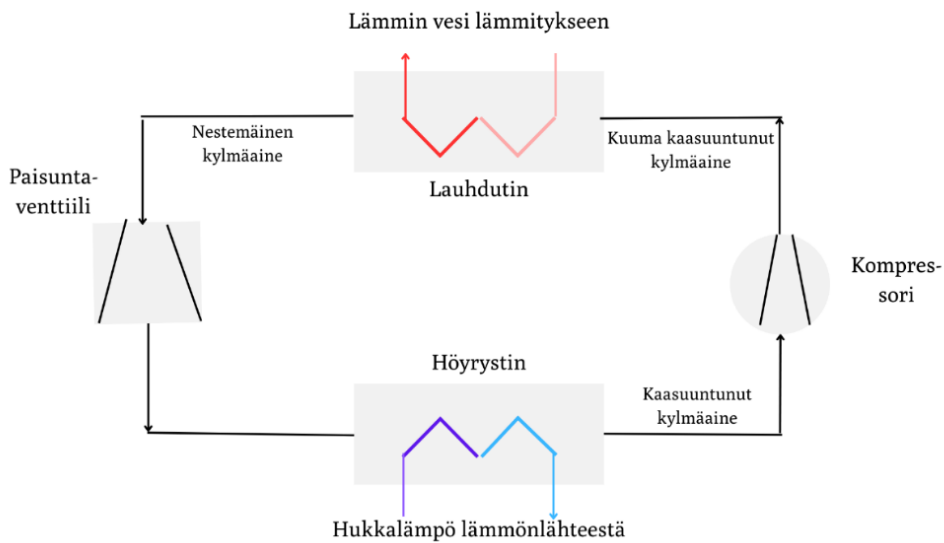 Lämmin vesi lämmitykseen
Nestemäinen
kylmäaine
Kuuma kaasuuntunut
kylmäaine
Paisunta-
venttiili
Lauhdutin
Kompres-
sori
Höyrystin
Kaasuuntunut
kylmäaine
Hukkalämpö lämmönlähteestä